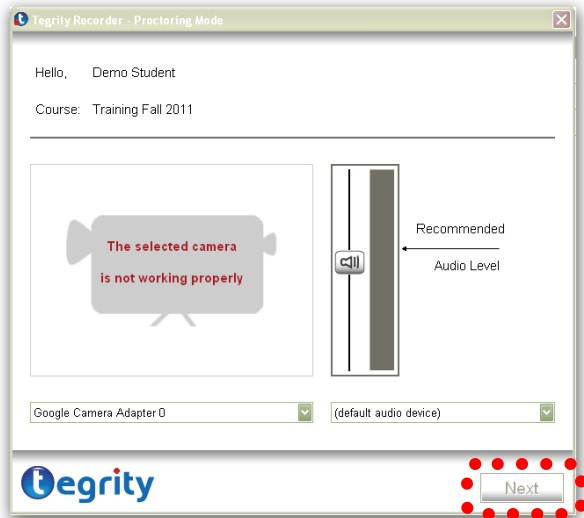 Tegrity Recorder - Proctoring Mode
Hello, Demo Student
Course: Training Fall 2011
The selected camera
is not working properly
Recommended
Audio Level
Google Camera Adapter 0
(default audio device)
tegrity
Next